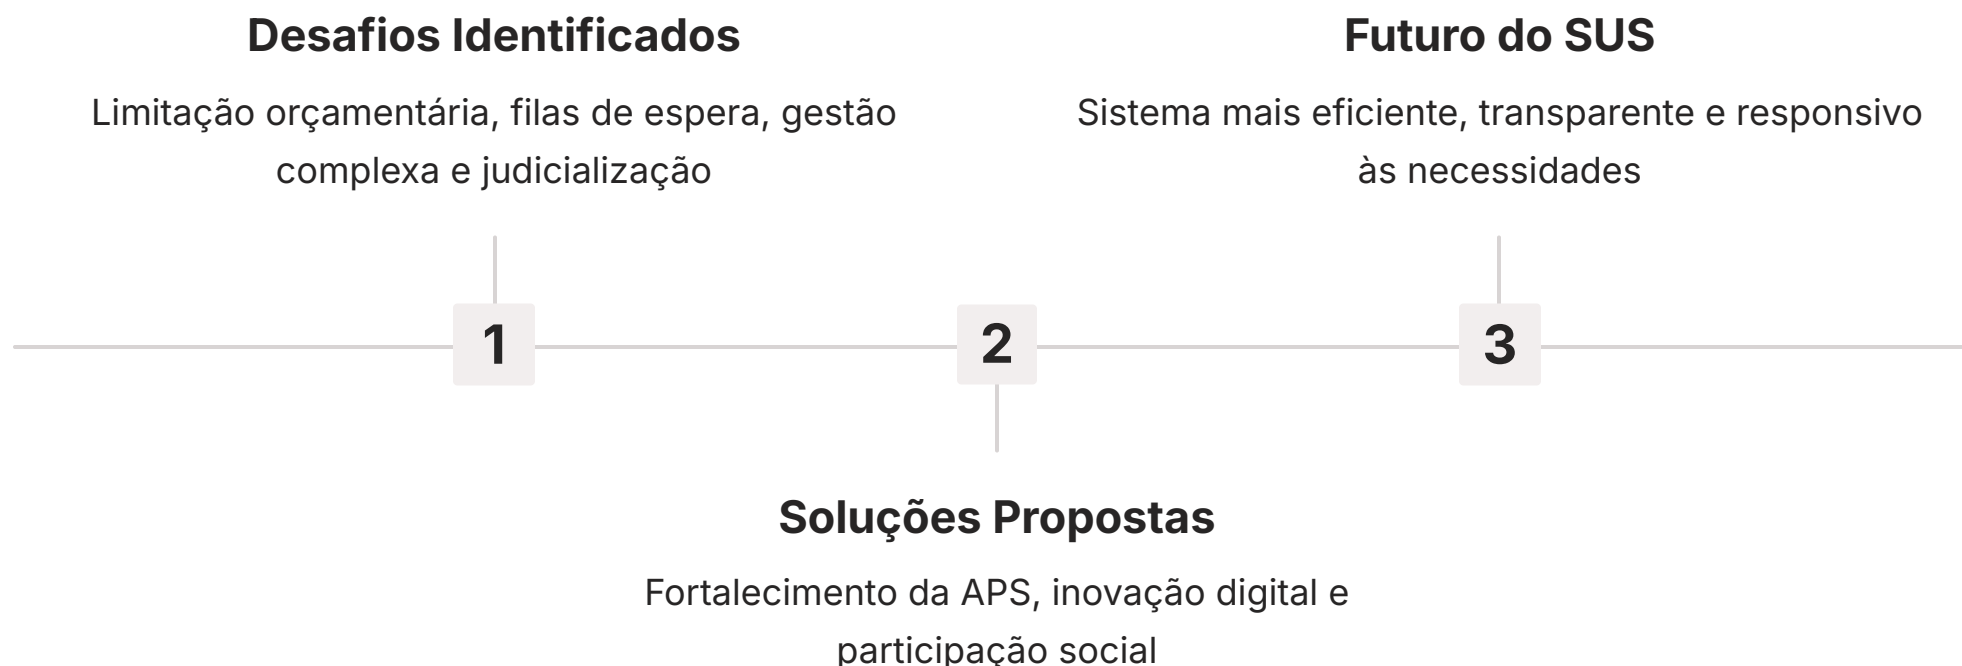 Desafios Identificados
Limitação orçamentária, filas de espera, gestão
complexa e judicialização
Futuro do SUS
Sistema mais eficiente, transparente e responsivo
às necessidades
1
2
3
Soluções Propostas
Fortalecimento da APS, inovação digital e
participação social